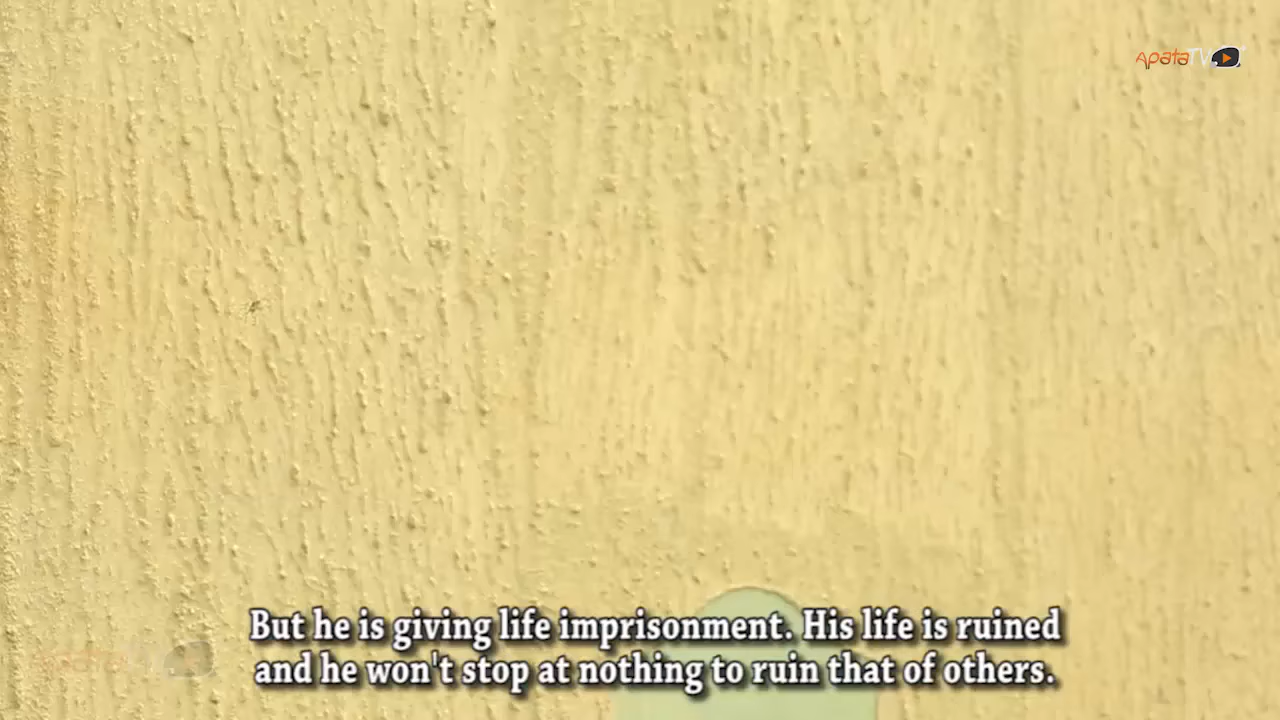 ApataTV
But he is giving life imprisonment. His life is ruined
and he won't stop at nothing to ruin that of others.
ApataTV